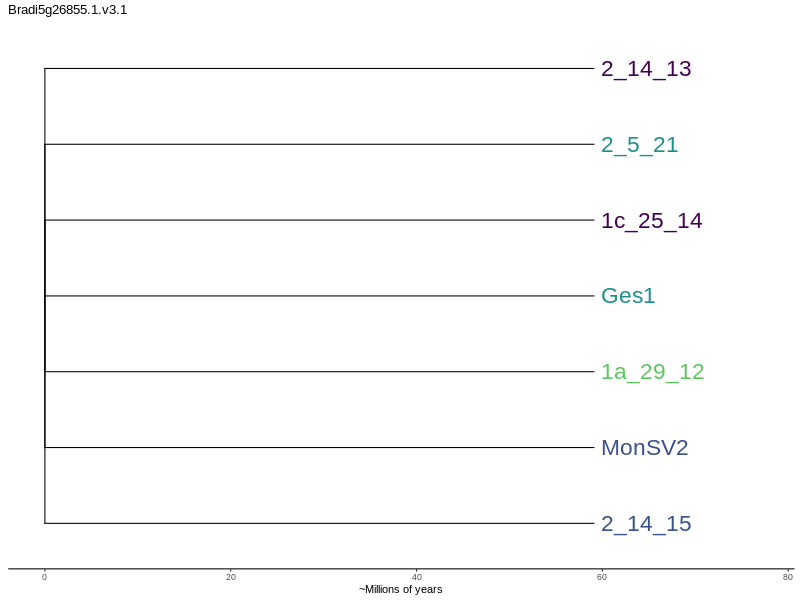 Bradi5g26855.1.v3.1
2_14_13
2_5_21
1c_25_14
Ges1
1a_29_12
MonSV2
2_14_15
0 20 40 60 80
~Millions of years